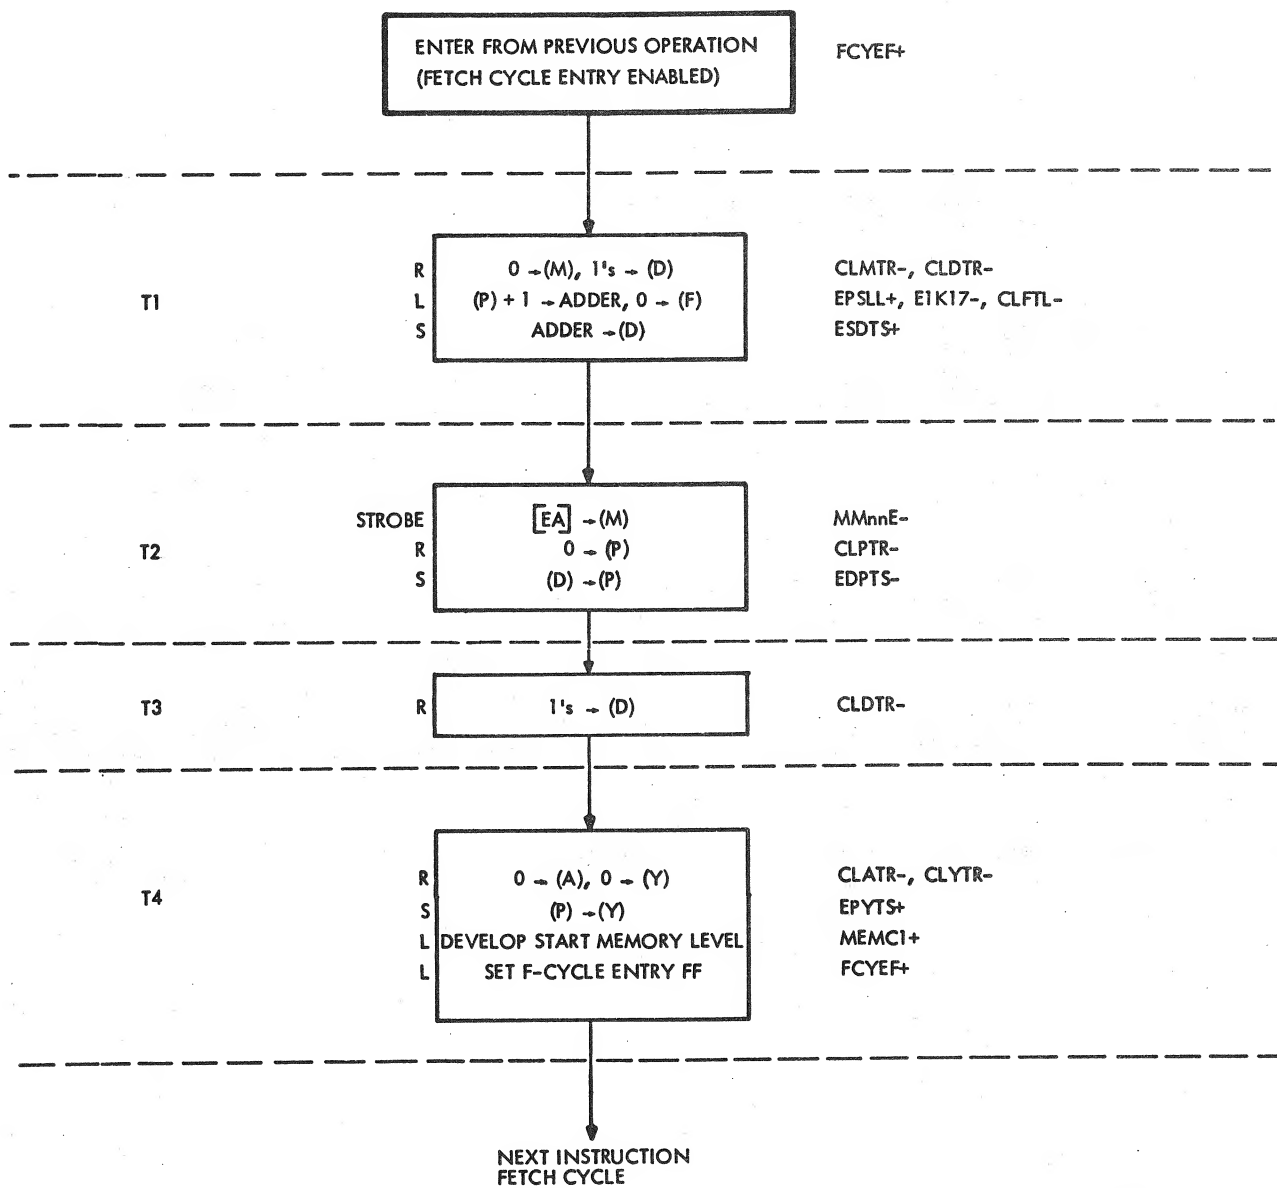 ENTER FROM PREVIOUS OPERATION
(FETCH CYCLE ENTRY ENABLED)
FCYEF+
T1
R 0 → (M), 1's → (D) CLMTR-, CLDTR-
L (P) + 1 → ADDER, 0 → (F) EPSLL+, E1K17-, CLFTL-
S ADDER → (D) ESDTS+
T2
STROBE [EA] → (M) MMnnE-
R 0 → (P) CLPTR-
S (D) → (P) EDPTS-
T3 R 1's → (D) CLDTR-
T4
R 0 → (A), 0 → (Y) CLATR-, CLYTR-
S (P) → (Y) EPYTS+
L DEVELOP START MEMORY LEVEL MEMC1+
L SET F-CYCLE ENTRY FF FCYEF+
NEXT INSTRUCTION
FETCH CYCLE